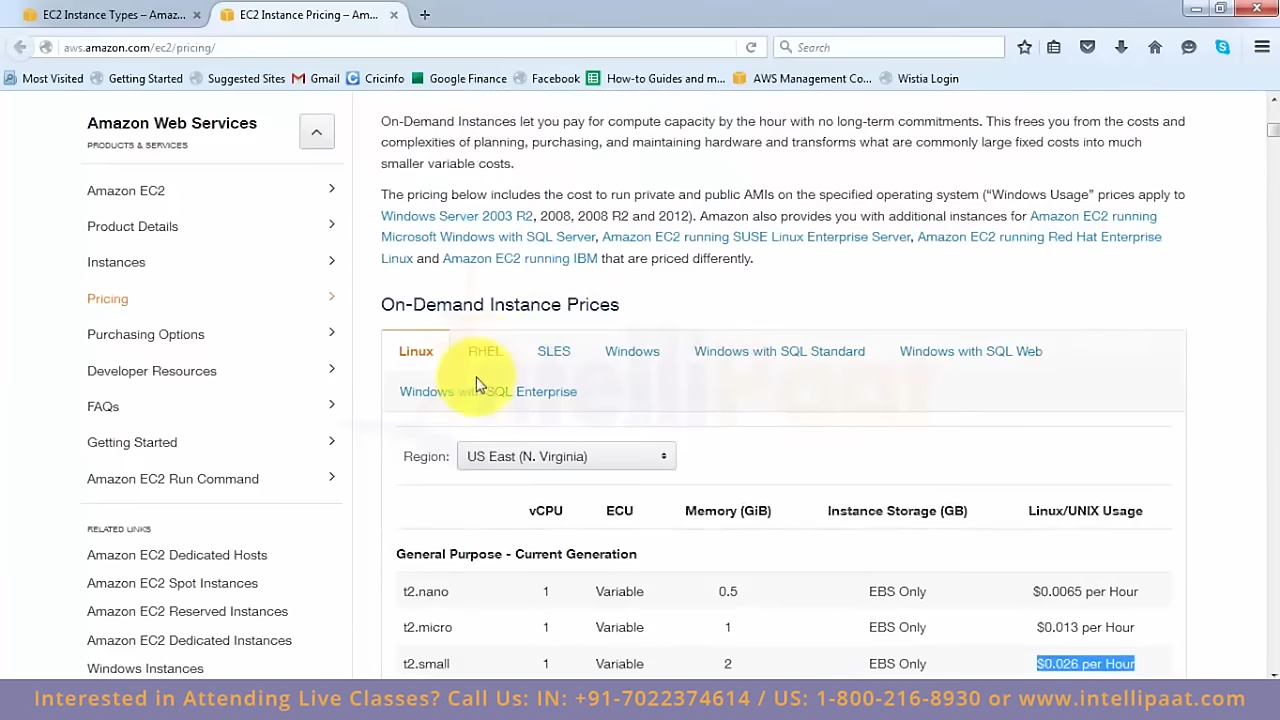 EC2 Instance Types – Amaz...
EC2 Instance Pricing – Am...
aws.amazon.com/ec2/pricing/
Search
Most Visited
Getting Started
Suggested Sites
Gmail
Cricinfo
Google Finance
Facebook
How-to Guides and m...
AWS Management Co...
Wistia Login
Amazon Web Services
PRODUCTS & SERVICES
Amazon EC2
Product Details
Instances
Pricing
Purchasing Options
Developer Resources
FAQs
Getting Started
Amazon EC2 Run Command
RELATED LINKS
Amazon EC2 Dedicated Hosts
Amazon EC2 Spot Instances
Amazon EC2 Reserved Instances
Amazon EC2 Dedicated Instances
Windows Instances
On-Demand Instances let you pay for compute capacity by the hour with no long-term commitments. This frees you from the costs and
complexities of planning, purchasing, and maintaining hardware and transforms what are commonly large fixed costs into much
smaller variable costs.
The pricing below includes the cost to run private and public AMIs on the specified operating system (“Windows Usage” prices apply to
Windows Server 2003 R2, 2008, 2008 R2 and 2012). Amazon also provides you with additional instances for Amazon EC2 running
Microsoft Windows with SQL Server, Amazon EC2 running SUSE Linux Enterprise Server, Amazon EC2 running Red Hat Enterprise
Linux and Amazon EC2 running IBM that are priced differently.
On-Demand Instance Prices
Linux RHEL SLES Windows Windows with SQL Standard Windows with SQL Web
Windows with SQL Enterprise
IntelliPaat
Region: US East (N. Virginia)
vCPU ECU Memory (GiB) Instance Storage (GB) Linux/UNIX Usage
General Purpose - Current Generation
t2.nano 1 Variable 0.5 EBS Only $0.0065 per Hour
t2.micro 1 Variable 1 EBS Only $0.013 per Hour
t2.small 1 Variable 2 EBS Only $0.026 per Hour
Interested in Attending Live Classes? Call Us: IN: +91-7022374614 / US: 1-800-216-8930 or www.intellipaat.com